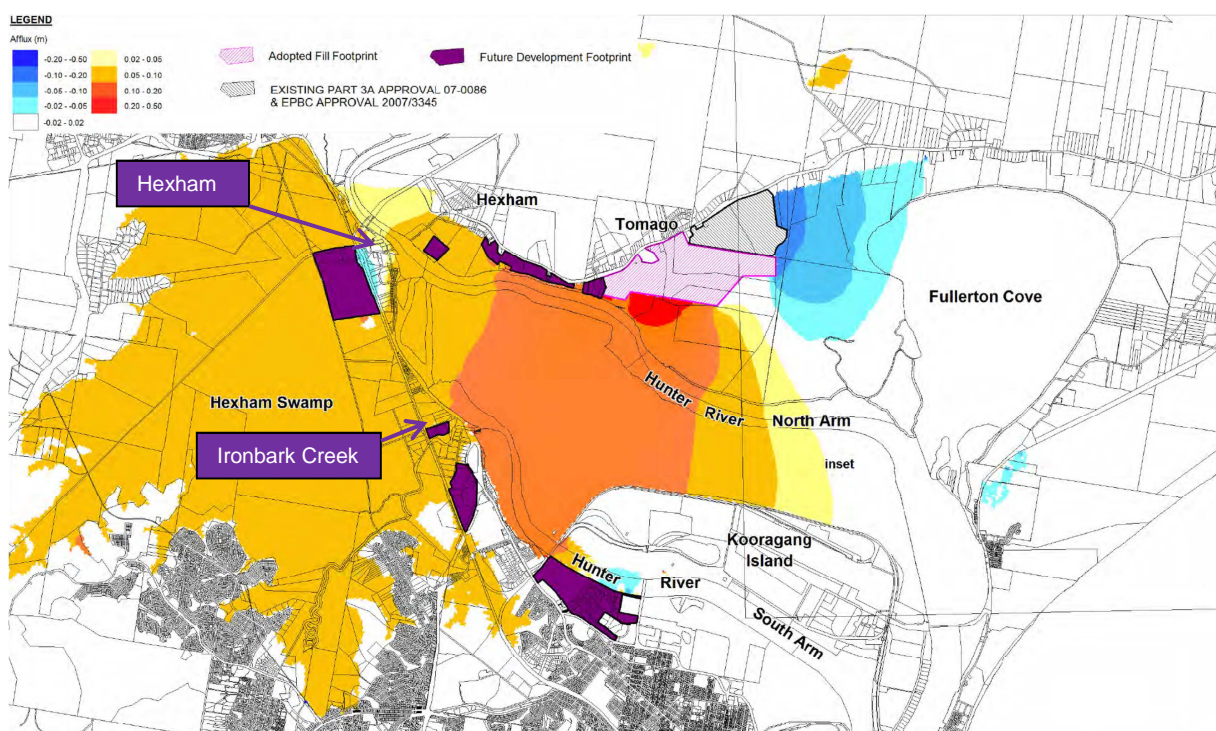 LEGEND
Afflux (m)
-0.20 - -0.50
-0.10 - -0.20
-0.05 - -0.10
-0.02 - -0.05
-0.02 - 0.02
0.02 - 0.05
0.05 - 0.10
0.10 - 0.20
0.20 - 0.50
Adopted Fill Footprint
Future Development Footprint
EXISTING PART 3A APPROVAL 07-0086
& EPBC APPROVAL 2007/3345
Hexham
Hexham
Tomago
Fullerton Cove
Hunter
River
North Arm
Hexham Swamp
Ironbark Creek
inset
Kooragang
Island
Hunter
River
South Arm